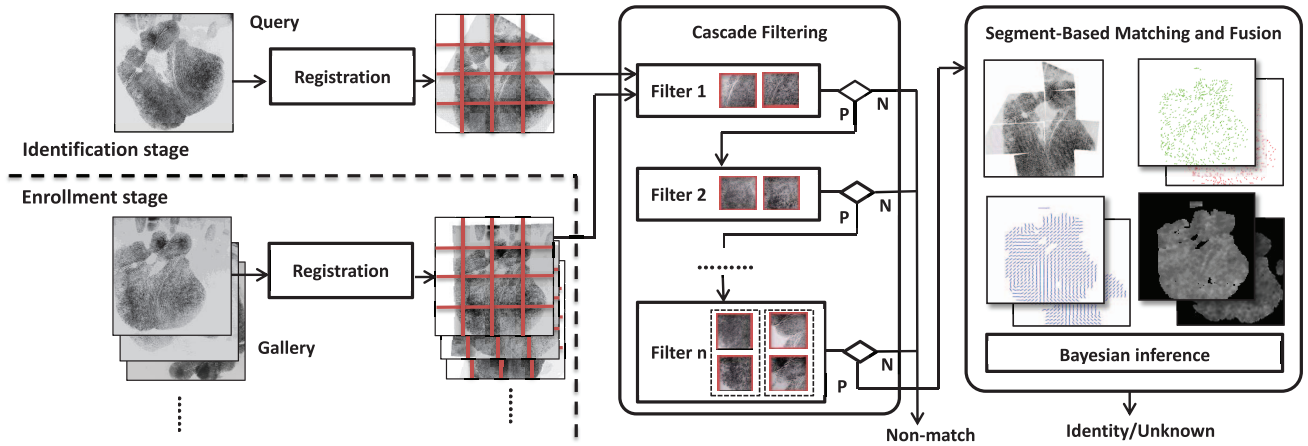 Query
Registration
Identification stage
Enrollment stage
Registration
Gallery
Cascade Filtering
Filter 1
N
P
Filter 2
N
P
Filter n
N
P
Non-match
Segment-Based Matching and Fusion
Bayesian inference
Identity/Unknown